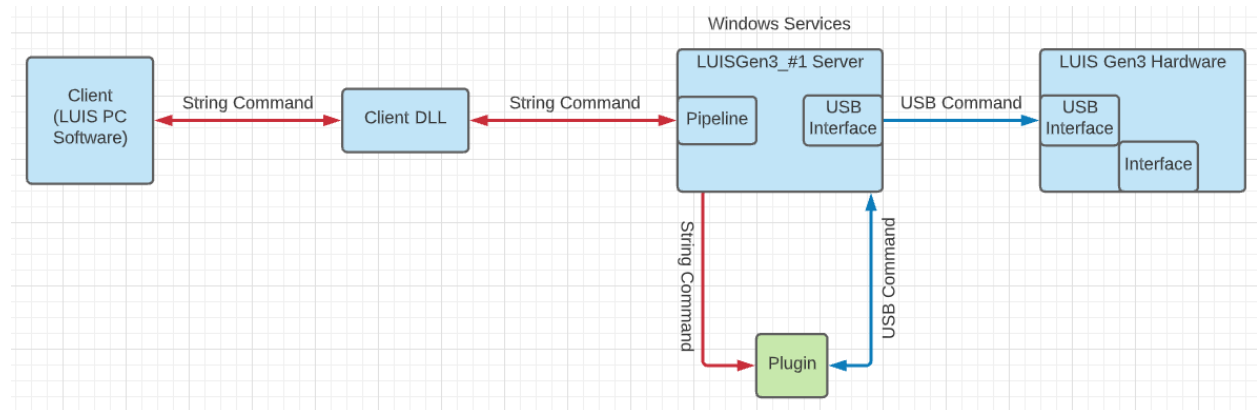 Windows Services
Client
(LUIS PC
Software)
String Command
Client DLL
String Command
LUISGen3_#1 Server
Pipeline
USB
Interface
USB Command
LUIS Gen3 Hardware
USB
Interface
Interface
String Command
USB Command
Plugin